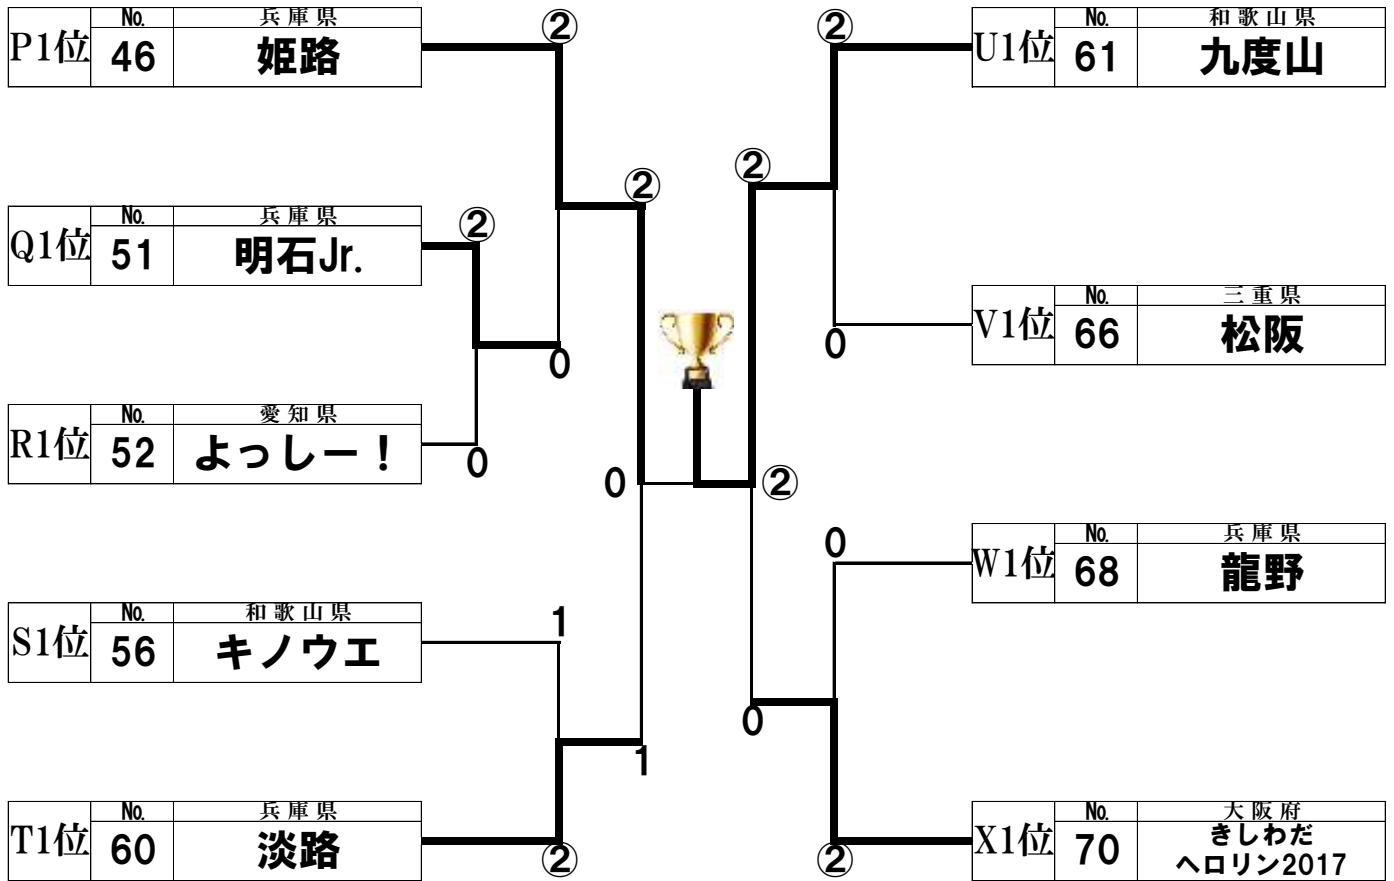 P1位
No.
46
兵庫県
姫路
②
Q1位
No.
51
兵庫県
明石Jr.
②
②
0
R1位
No.
52
愛知県
よっしー！
0
0
S1位
No.
56
和歌山県
キノウエ
1
1
T1位
No.
60
兵庫県
淡路
②
②
U1位
No.
61
和歌山県
九度山
②
V1位
No.
66
三重県
松阪
0
②
W1位
No.
68
兵庫県
龍野
0
0
X1位
No.
70
大阪府
きしわだ
ヘロリン2017
②